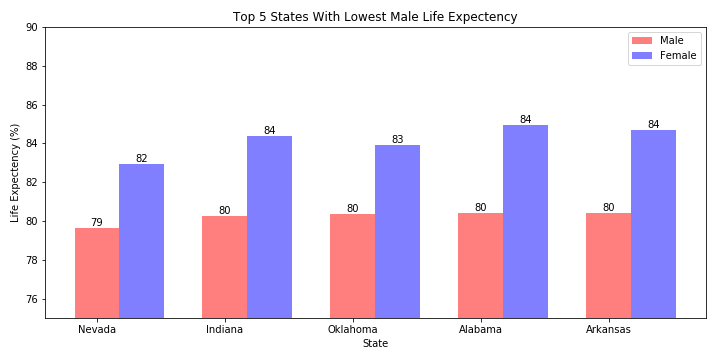 Top 5 States With Lowest Male Life Expectency
Male
Female
Life Expectency (%)
90
88
86
84
82
80
78
76
79
82
80
84
80
83
80
84
80
84
Nevada
Indiana
Oklahoma
Alabama
Arkansas
State